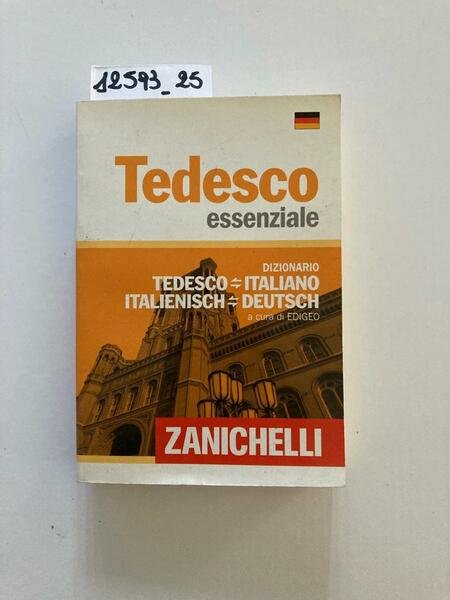 12593_25
Tedesco
essenziale
DIZIONARIO
TEDESCO ⇋ ITALIANO
ITALIENISCH ⇋ DEUTSCH
a cura di EDIGEO
ZANICHELLI